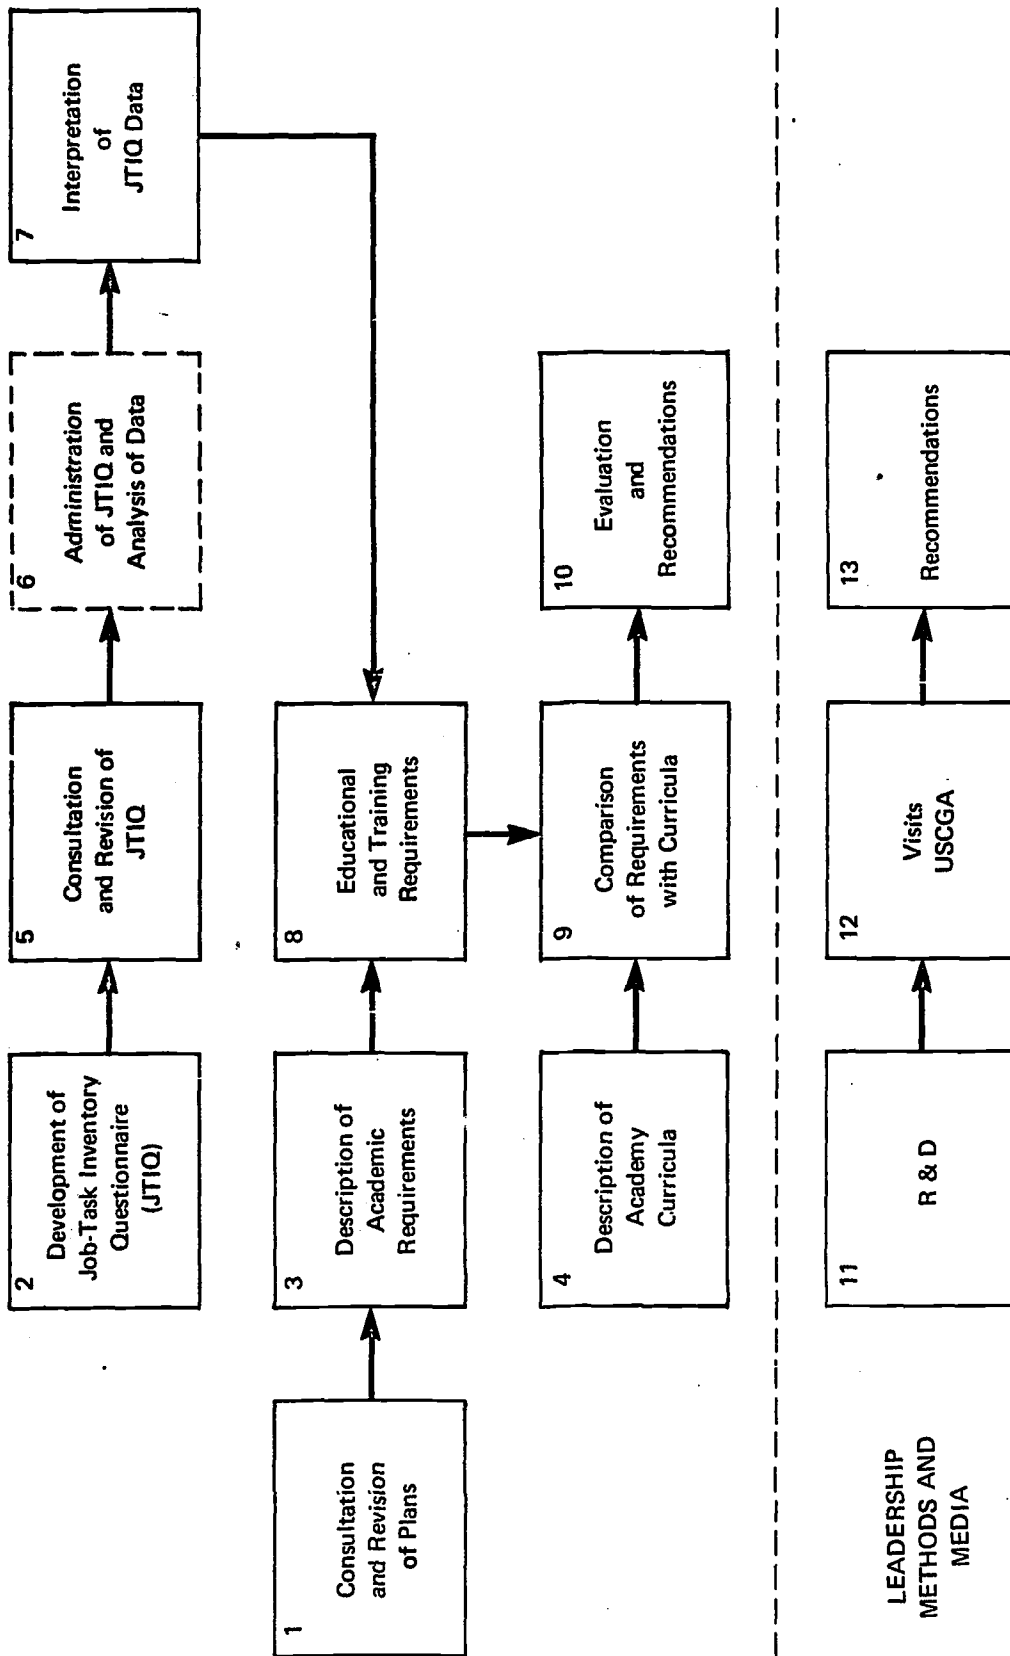 1
Consultation
and Revision
of Plans
2
Development of
Job-Task Inventory
Questionnaire
(JTIQ)
3
Description of
Academic
Requirements
4
Description of
Academy
Curricula
5
Consultation
and Revision of
JTIQ
6
Administration
of JTIQ and
Analysis of Data
7
Interpretation
of
JTIQ Data
8
Educational
and Training
Requirements
9
Comparison
of Requirements
with Curricula
10
Evaluation
and
Recommendations
LEADERSHIP
METHODS AND
MEDIA
11
R & D
12
Visits
USCGA
13
Recommendations